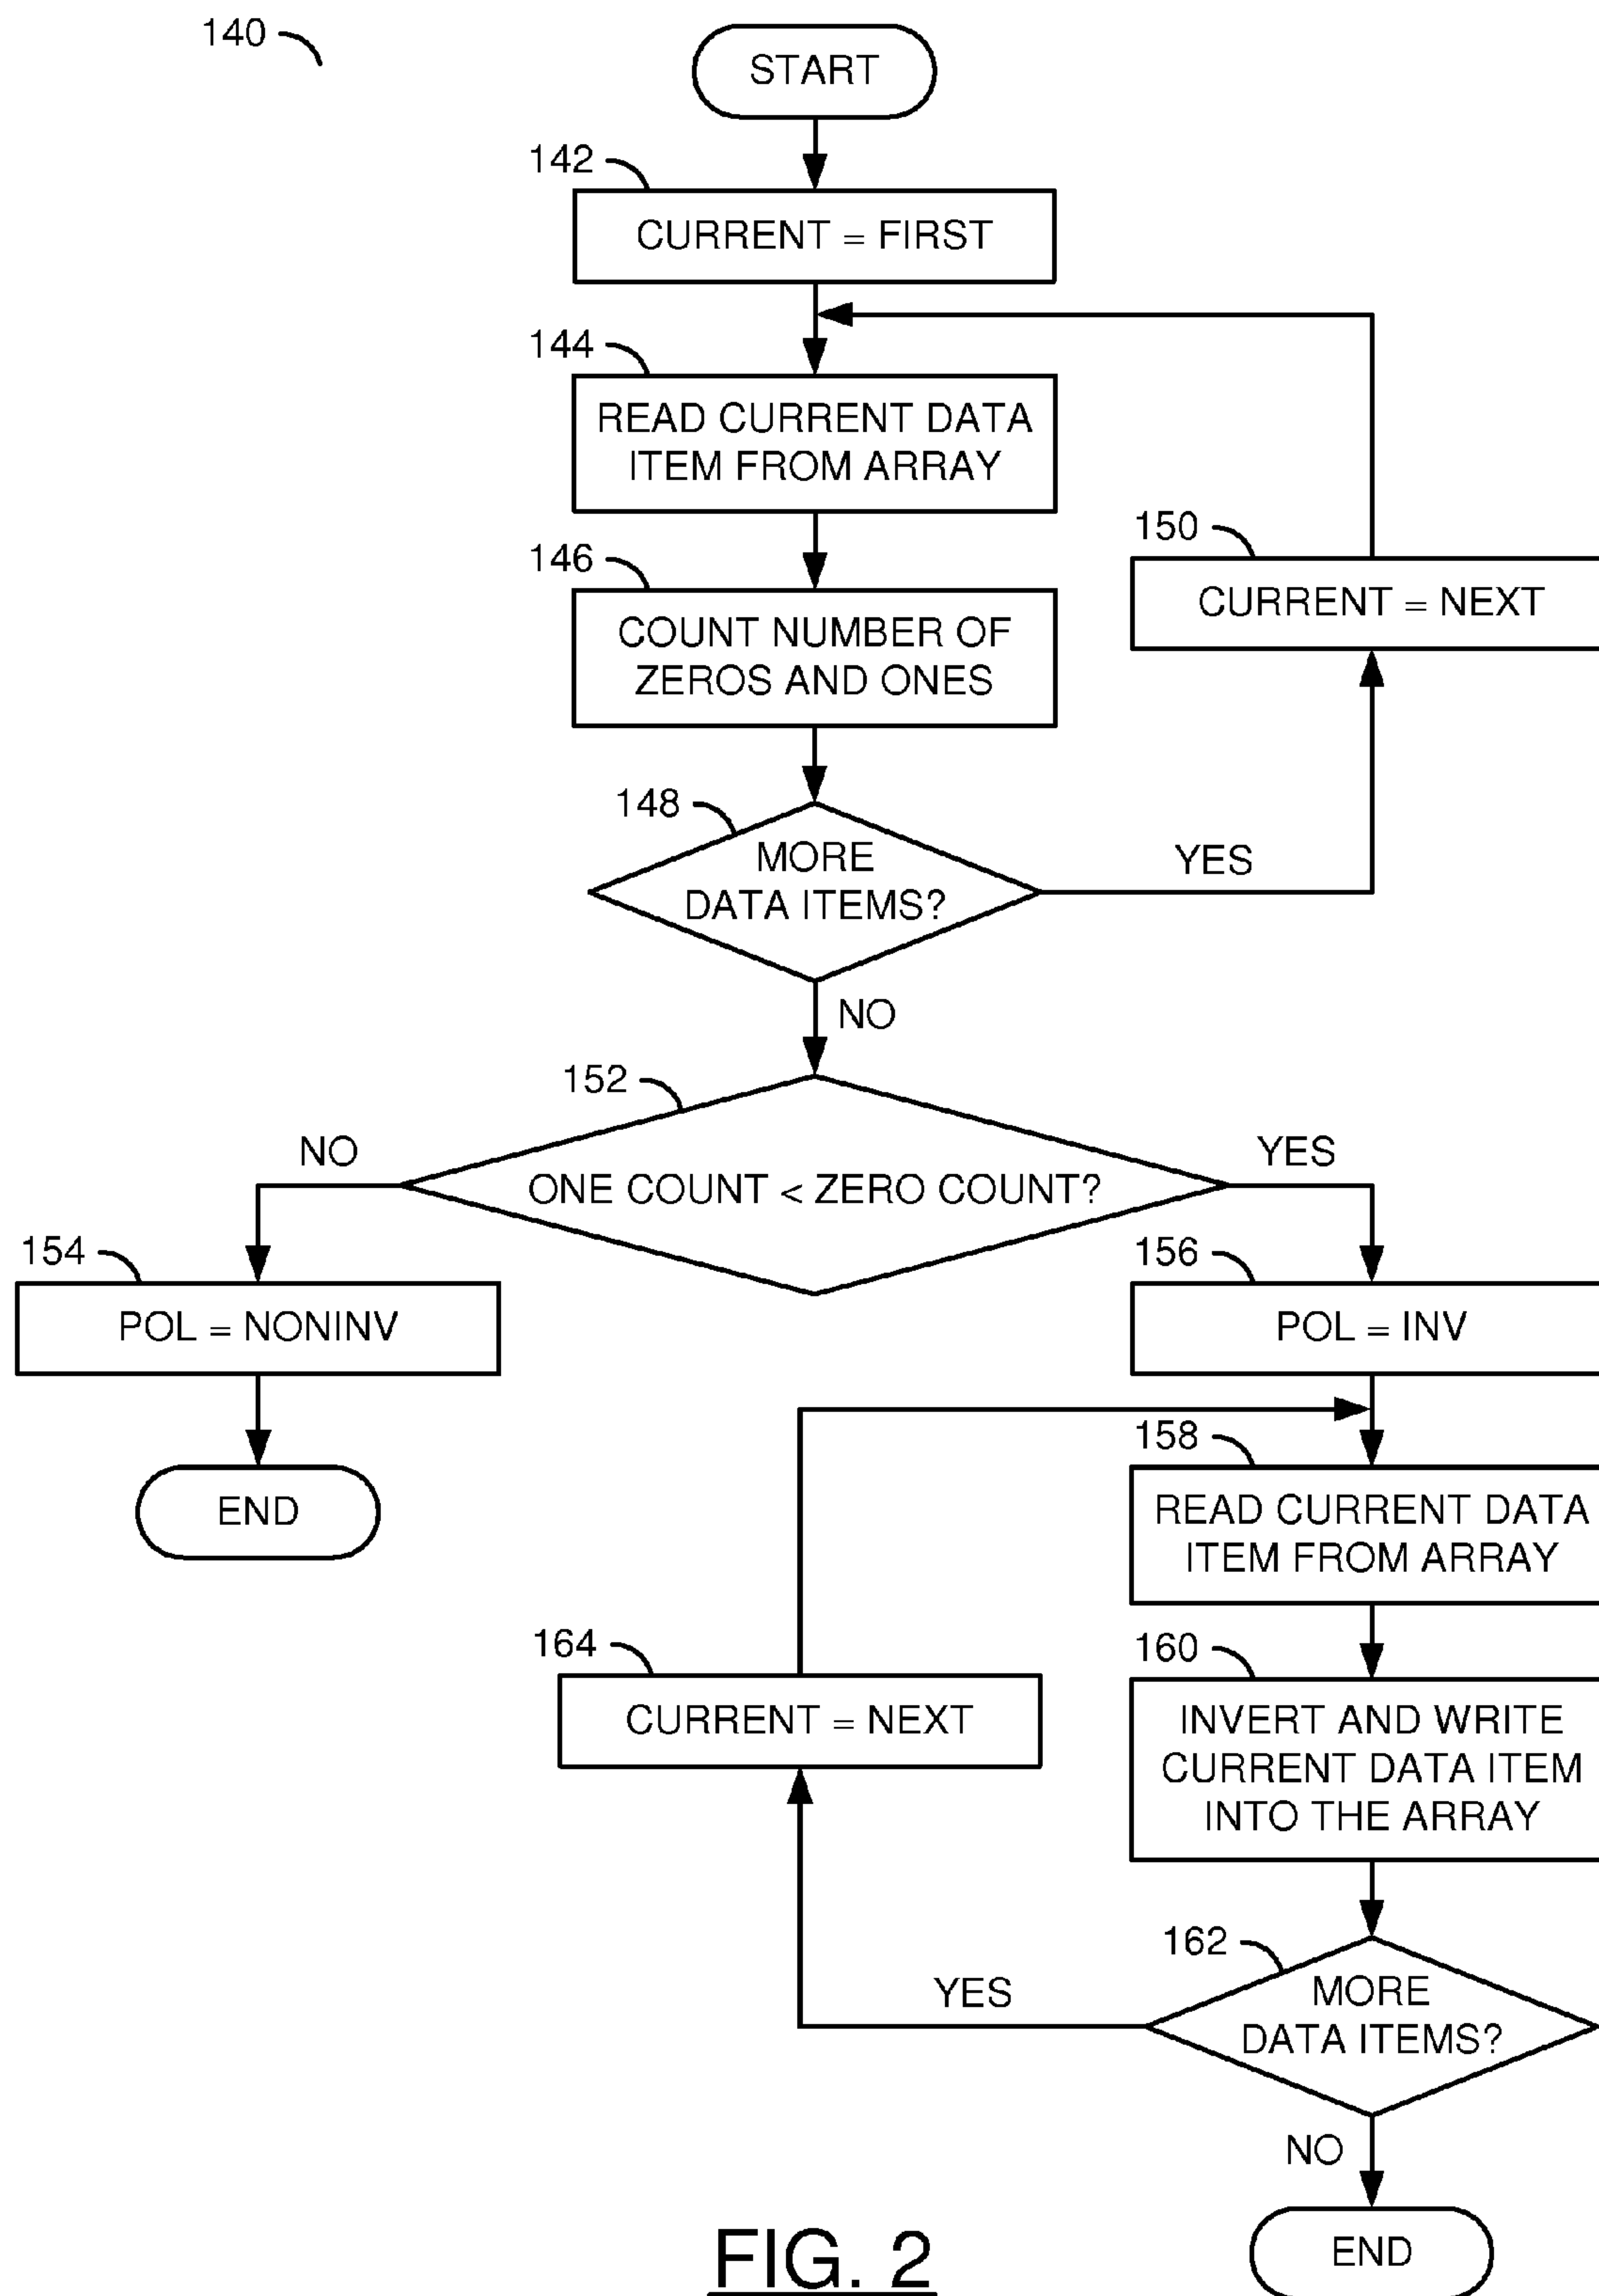 140
START
142
CURRENT = FIRST
144
READ CURRENT DATA
ITEM FROM ARRAY
150
CURRENT = NEXT
146
COUNT NUMBER OF
ZEROS AND ONES
148
MORE
DATA ITEMS?
YES
NO
152
NO
ONE COUNT < ZERO COUNT?
YES
154
POL = NONINV
156
POL = INV
END
158
READ CURRENT DATA
ITEM FROM ARRAY
164
CURRENT = NEXT
160
INVERT AND WRITE
CURRENT DATA ITEM
INTO THE ARRAY
162
MORE
DATA ITEMS?
YES
NO
END
FIG. 2